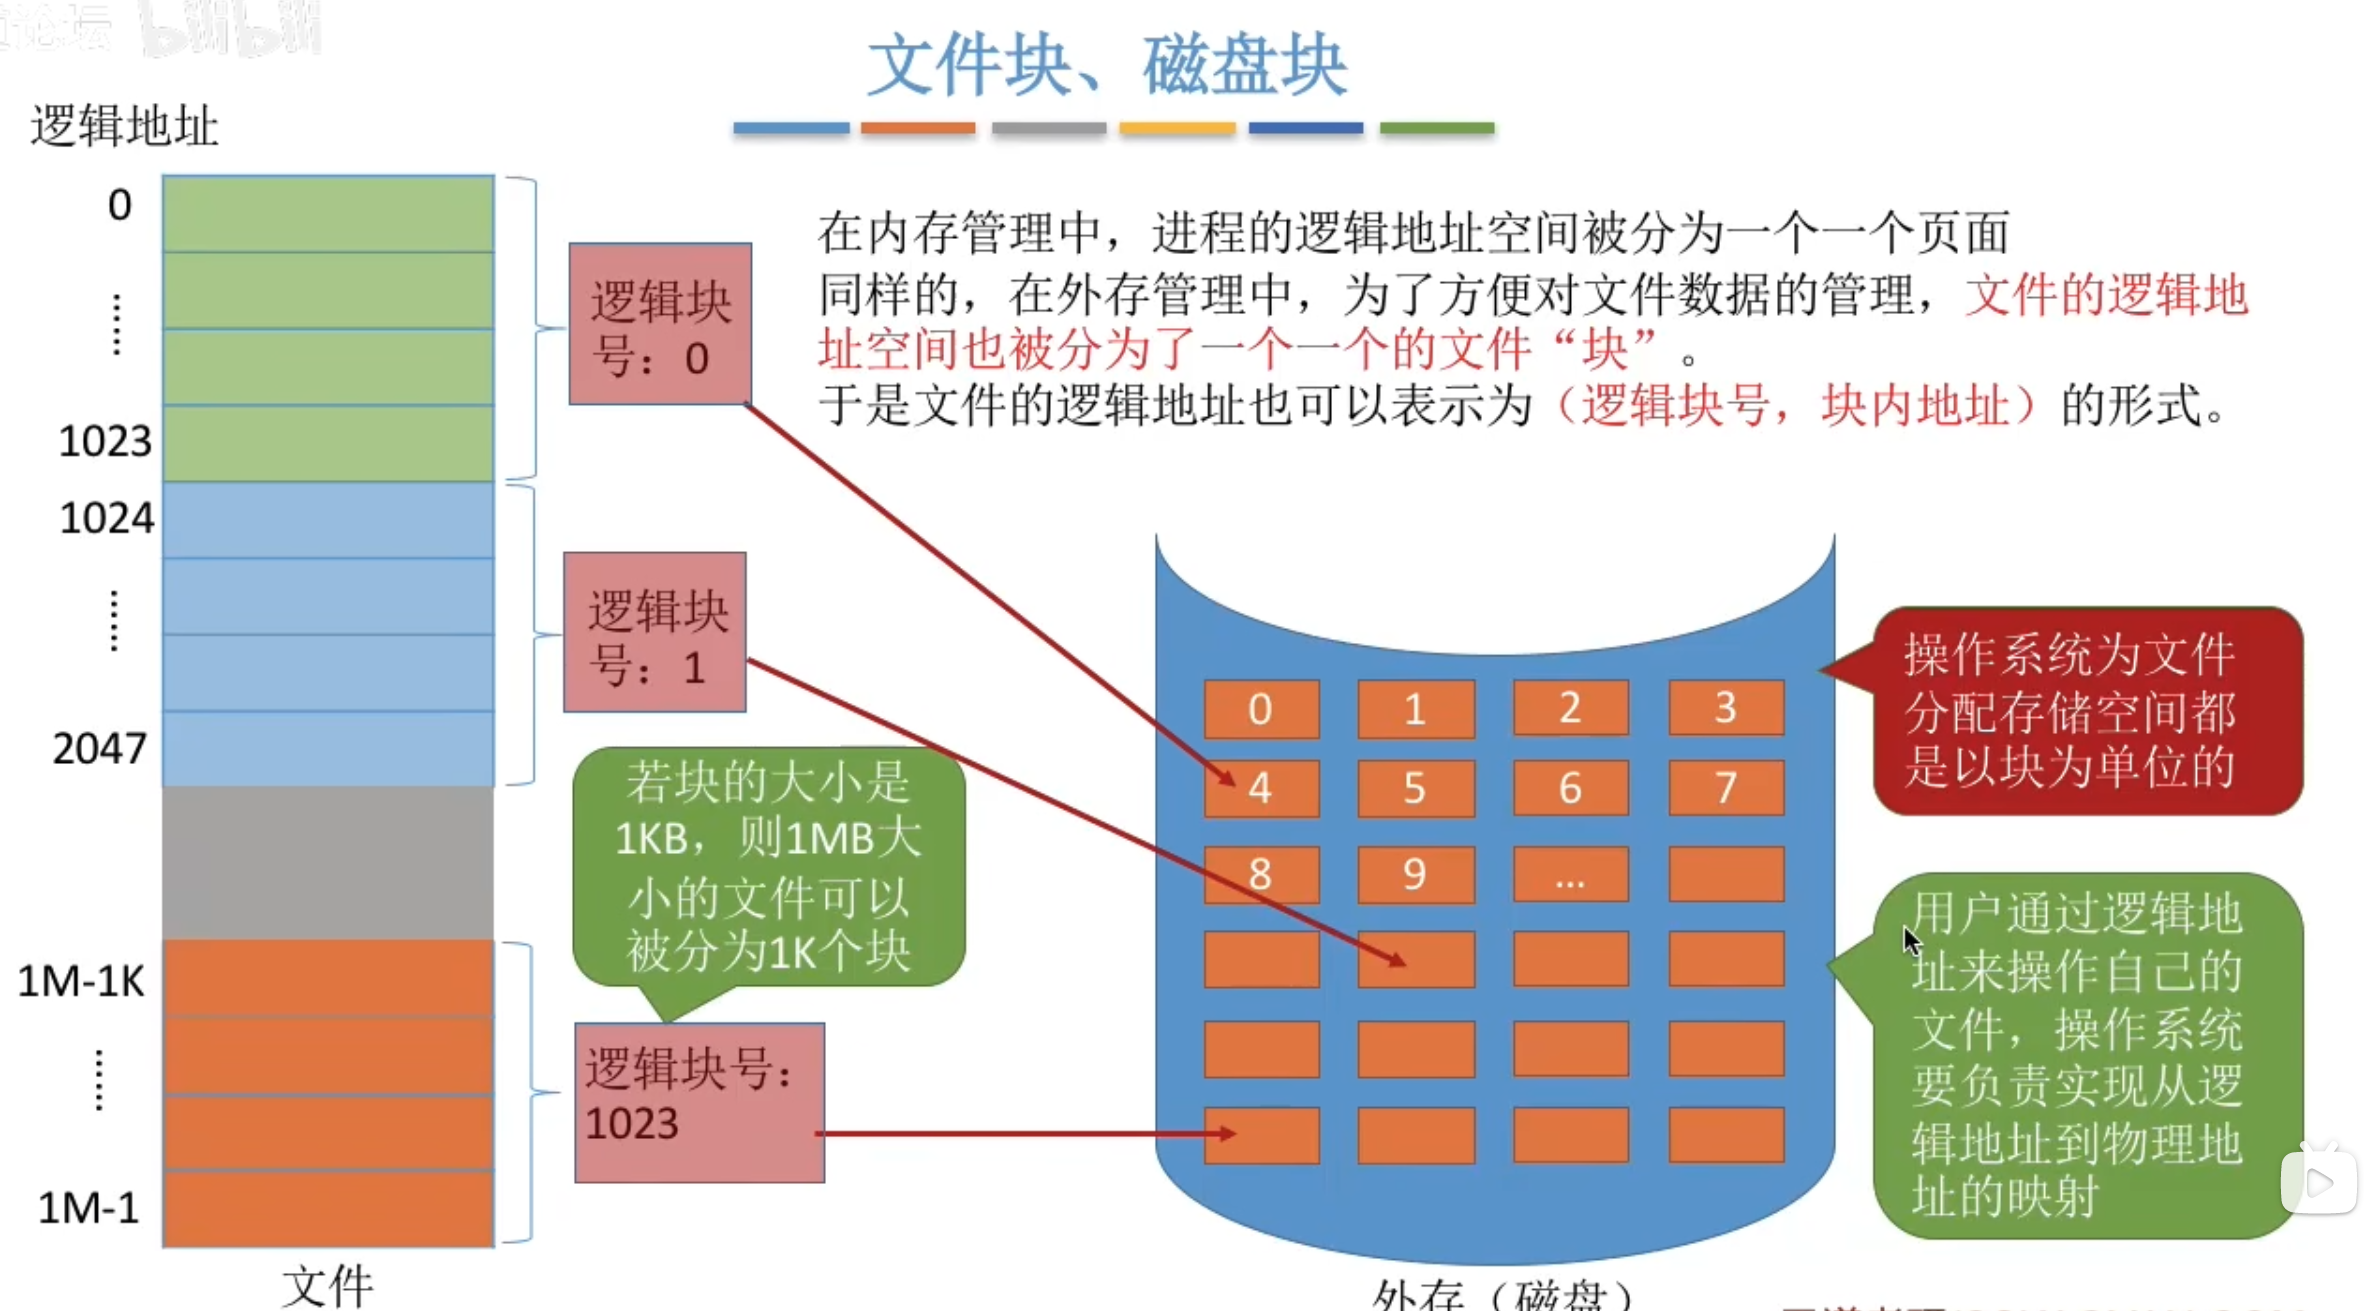 论坛 bilibili
文件块、磁盘块
逻辑地址
0
……
1023
1024
……
2047
1M-1K
……
1M-1
文件
逻辑块
号：0
逻辑块
号：1
若块的大小是
1KB，则1MB大
小的文件可以
被分为1K个块
逻辑块号：
1023
在内存管理中，进程的逻辑地址空间被分为一个一个页面
同样的，在外存管理中，为了方便对文件数据的管理，文件的逻辑地
址空间也被分为了一个一个的文件“块”。
于是文件的逻辑地址也可以表示为（逻辑块号，块内地址）的形式。
0 1 2 3
4 5 6 7
8 9 ...
外存（磁盘）
操作系统为文件
分配存储空间都
是以块为单位的
用户通过逻辑地
址来操作自己的
文件，操作系统
要负责实现从逻
辑地址到物理地
址的映射